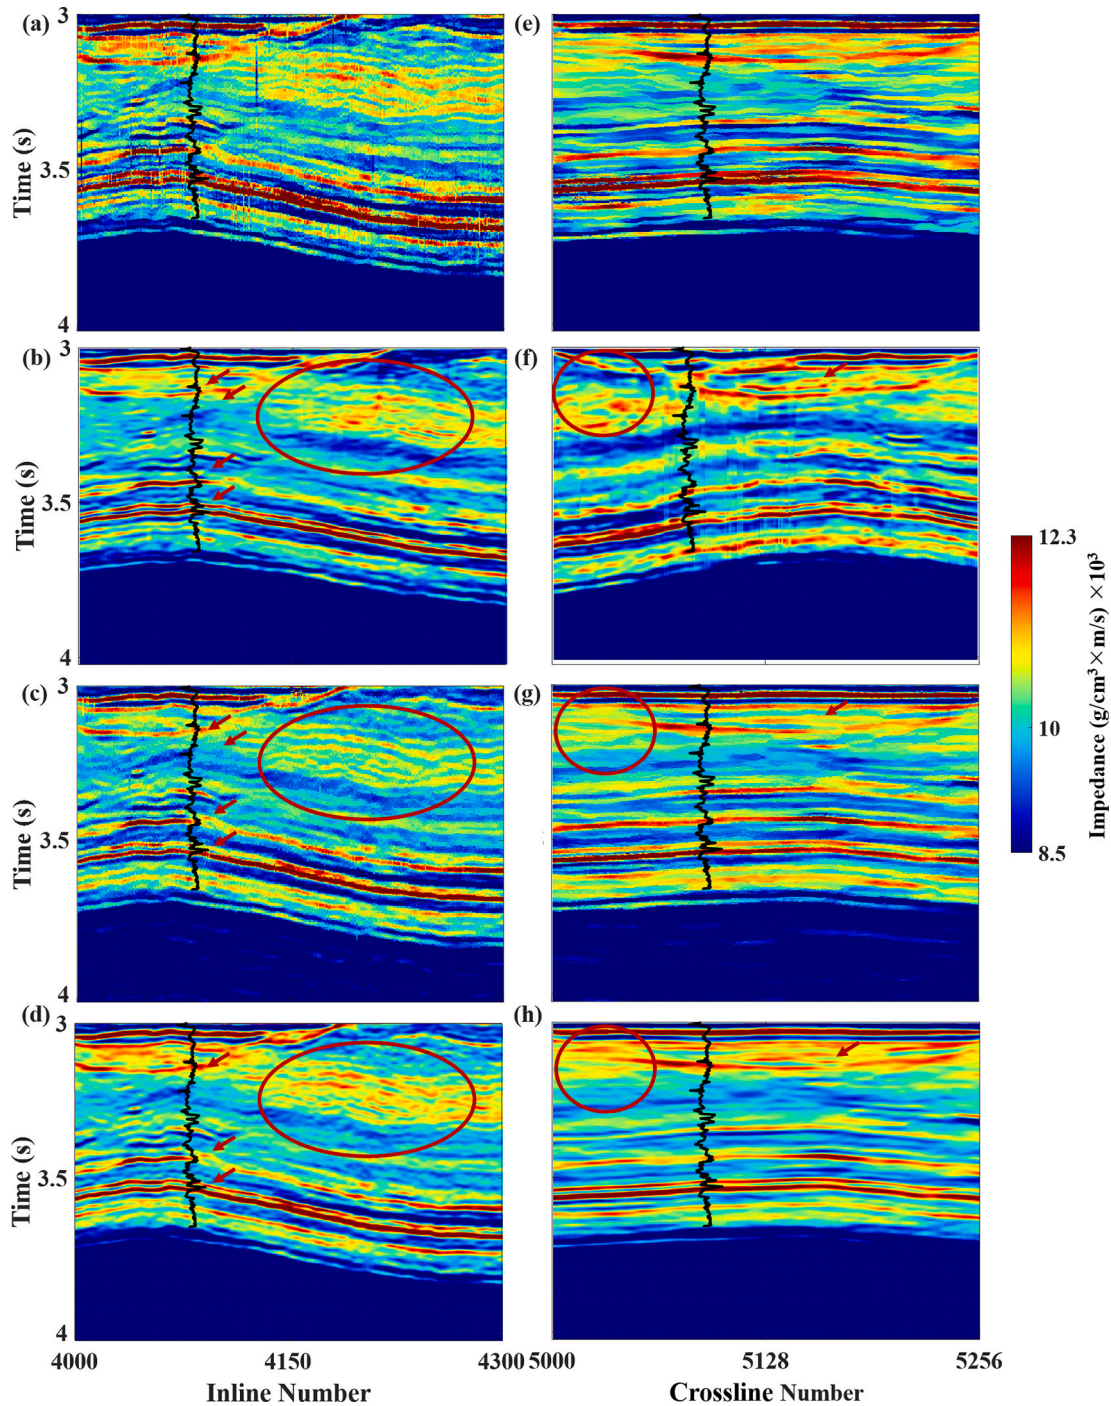 (a) 3 (e)
Time (s)
3.5
4
(b) 3 (f)
Time (s)
3.5
4
(c) 3 (g)
Time (s)
3.5
4
(d) 3 (h)
Time (s)
3.5
4
4000 4150 4300 5000 5128 5256
Inline Number Crossline Number
12.3
10
8.5
Impedance (g/cm³×m/s) ×10³